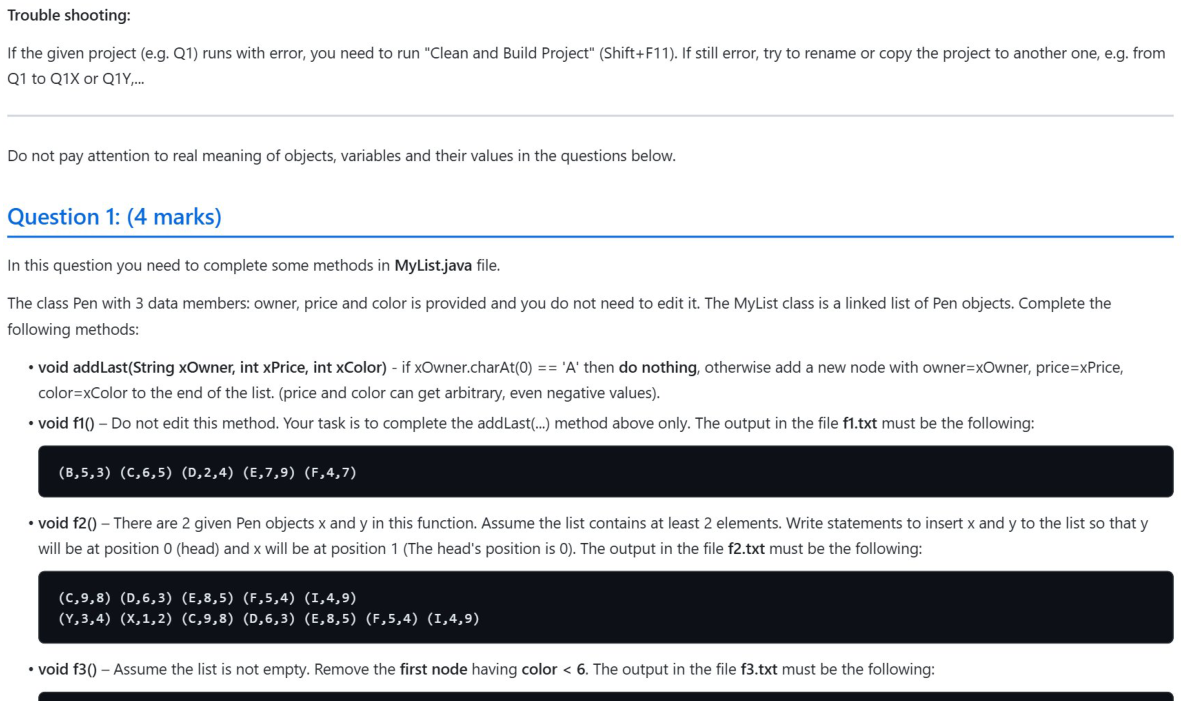 Trouble shooting:
If the given project (e.g. Q1) runs with error, you need to run "Clean and Build Project" (Shift+F11). If still error, try to rename or copy the project to another one, e.g. from
Q1 to Q1X or Q1Y,...
Do not pay attention to real meaning of objects, variables and their values in the questions below.
Question 1: (4 marks)
In this question you need to complete some methods in MyList.java file.
The class Pen with 3 data members: owner, price and color is provided and you do not need to edit it. The MyList class is a linked list of Pen objects. Complete the
following methods:
• void addLast(String xOwner, int xPrice, int xColor) - if xOwner.charAt(0) == 'A' then do nothing, otherwise add a new node with owner=xOwner, price=xPrice,
color=xColor to the end of the list. (price and color can get arbitrary, even negative values).
• void f1() – Do not edit this method. Your task is to complete the addLast(...) method above only. The output in the file f1.txt must be the following:
(B,5,3) (C,6,5) (D,2,4) (E,7,9) (F,4,7)
• void f2() – There are 2 given Pen objects x and y in this function. Assume the list contains at least 2 elements. Write statements to insert x and y to the list so that y
will be at position 0 (head) and x will be at position 1 (The head's position is 0). The output in the file f2.txt must be the following:
(C,9,8) (D,6,3) (E,8,5) (F,5,4) (I,4,9)
(Y,3,4) (X,1,2) (C,9,8) (D,6,3) (E,8,5) (F,5,4) (I,4,9)
• void f3() – Assume the list is not empty. Remove the first node having color < 6. The output in the file f3.txt must be the following: